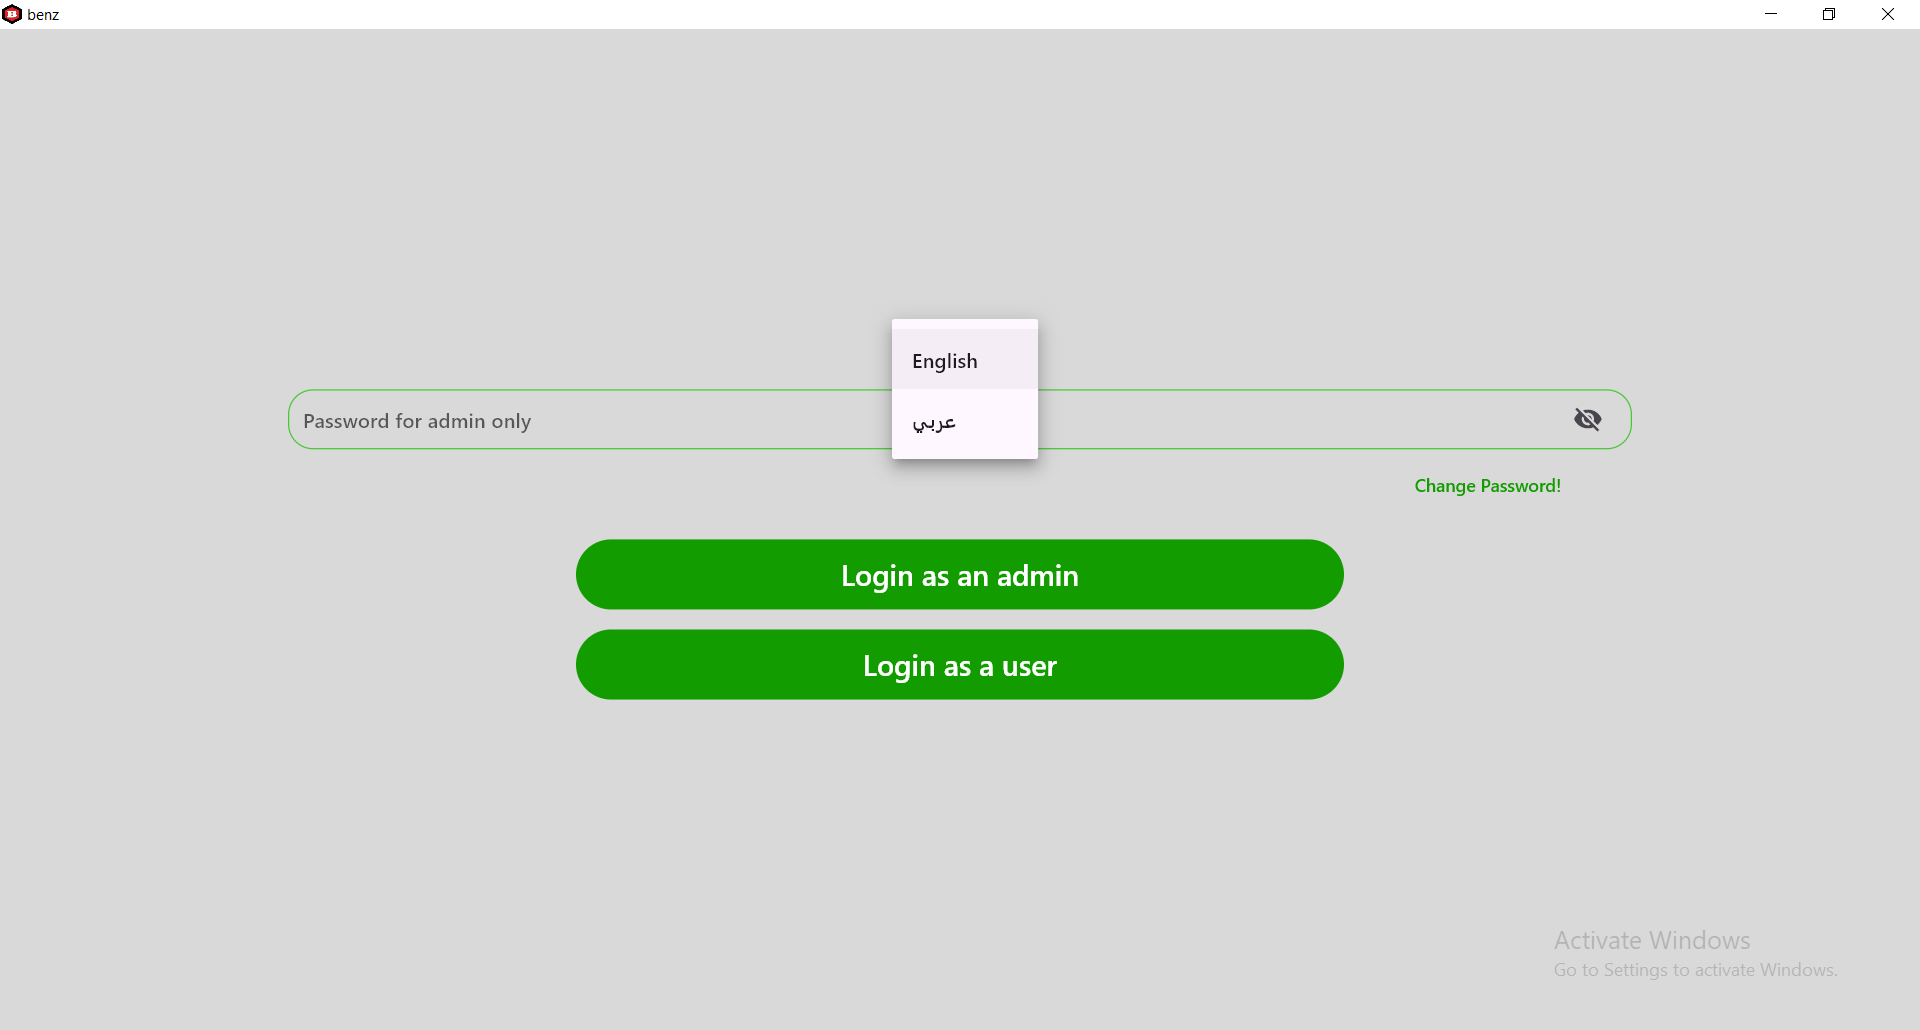 benz
English
Password for admin only
عربي
Change Password!
Login as an admin
Login as a user
Activate Windows
Go to Settings to activate Windows.